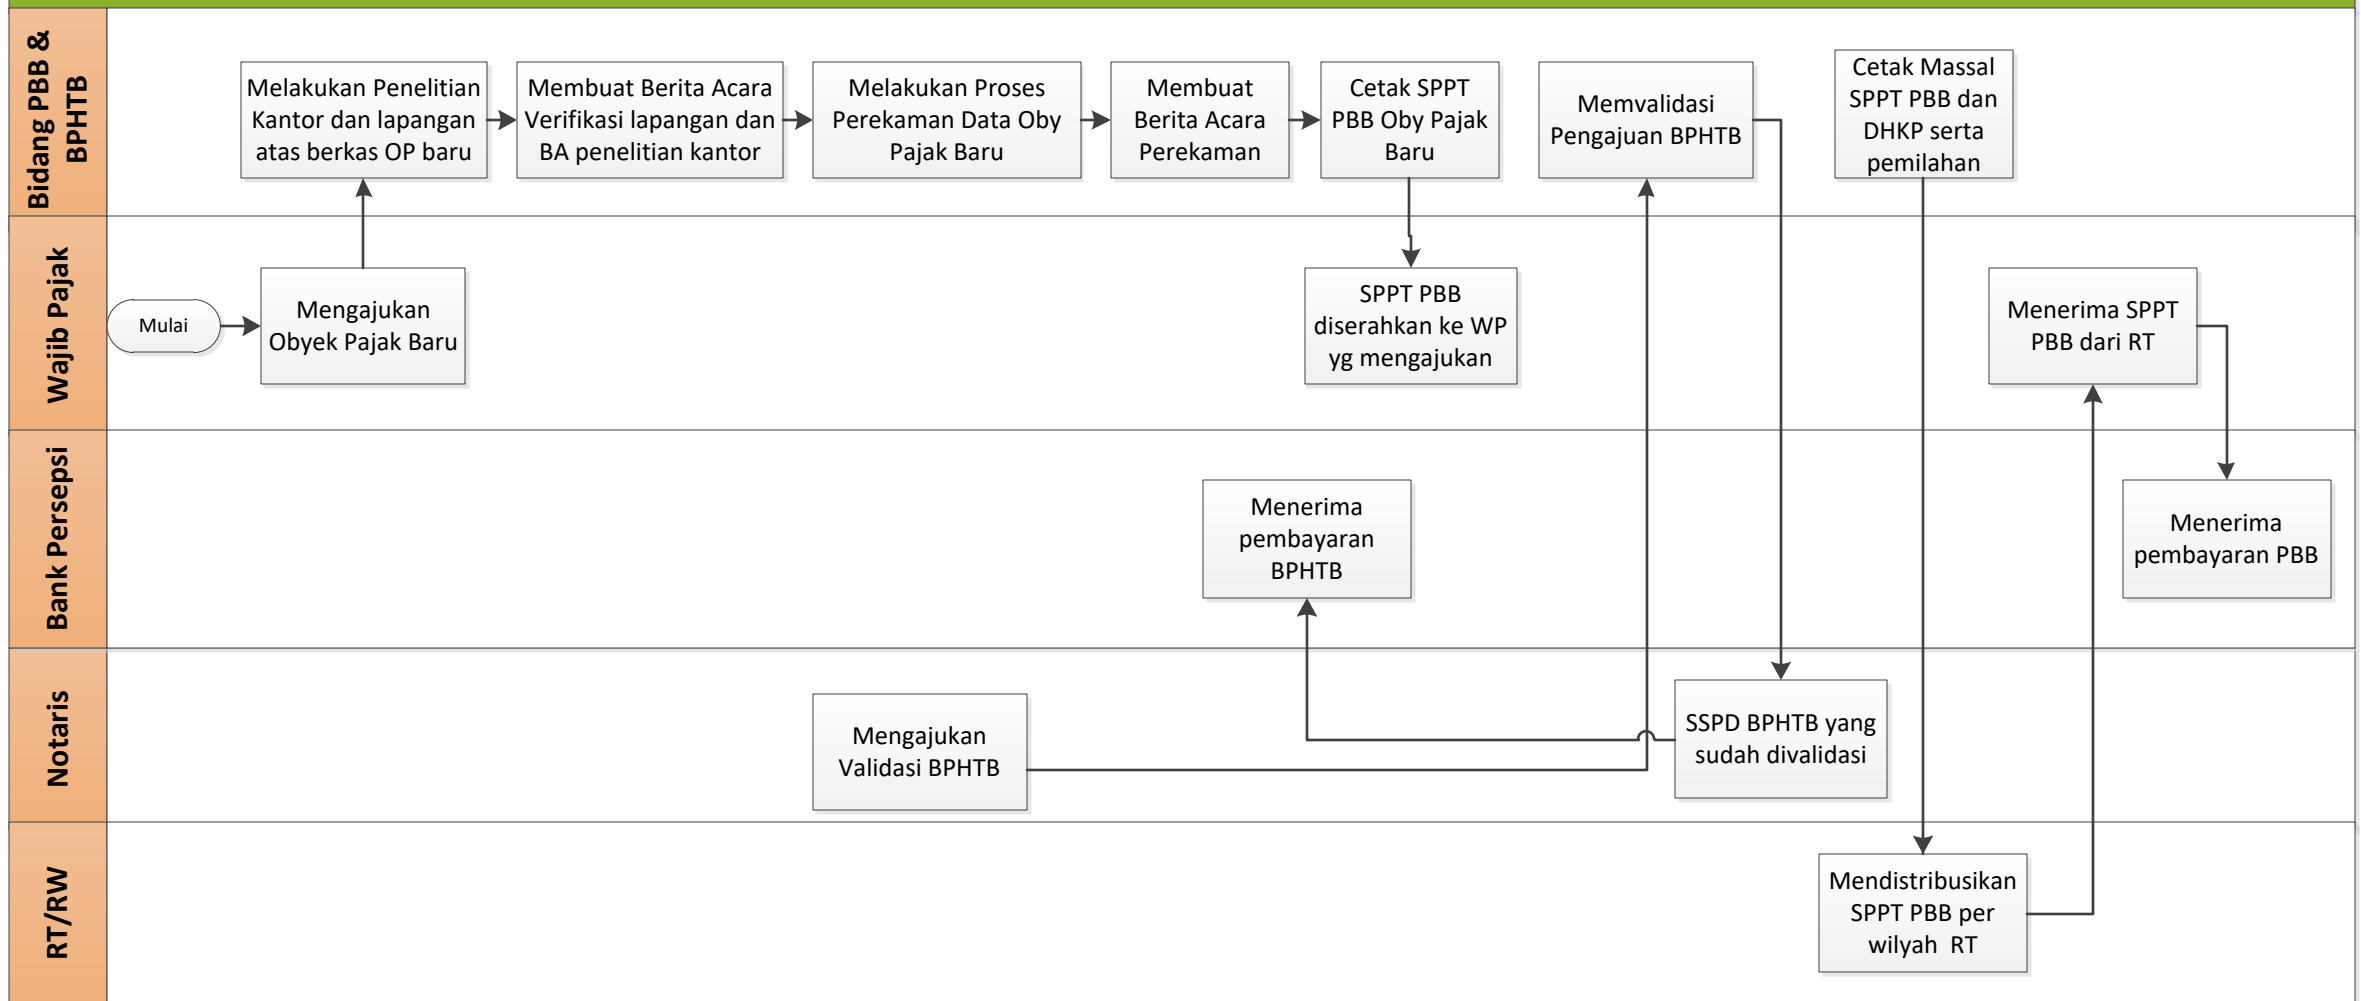 Bidang PBB &
BPHTB
Melakukan Penelitian
Kantor dan lapangan
atas berkas OP baru
Membuat Berita Acara
Verifikasi lapangan dan
BA penelitian kantor
Melakukan Proses
Perekaman Data Oby
Pajak Baru
Membuat
Berita Acara
Perekaman
Cetak SPPT
PBB Oby Pajak
Baru
Memvalidasi
Pengajuan BPHTB
Cetak Massal
SPPT PBB dan
DHKP serta
pemilahan
Wajib Pajak
Mulai
Mengajukan
Obyek Pajak Baru
SPPT PBB
diserahkan ke WP
yg mengajukan
Menerima SPPT
PBB dari RT
Bank Persepsi
Menerima
pembayaran
BPHTB
Menerima
pembayaran PBB
Notaris
Mengajukan
Validasi BPHTB
SSPD BPHTB yang
sudah divalidasi
RT/RW
Mendistribusikan
SPPT PBB per
wilyah  RT